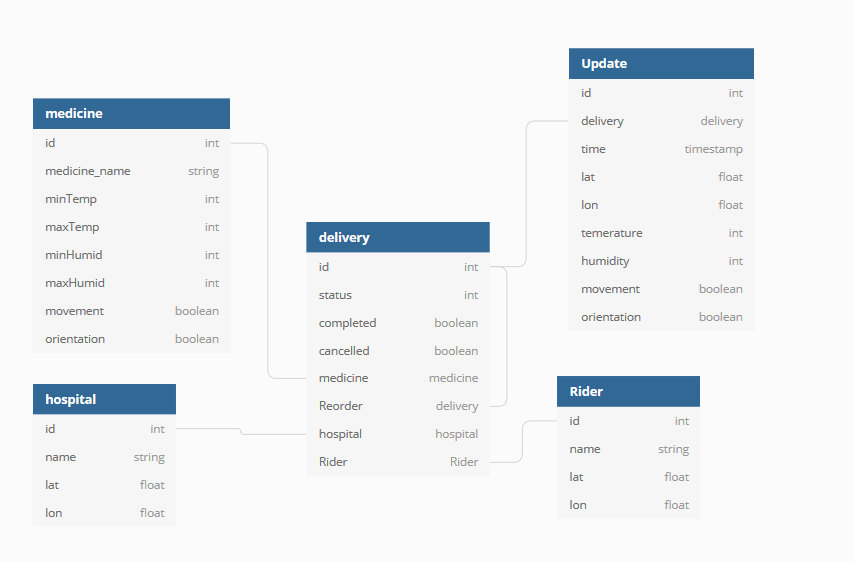 medicine
id int
medicine_name string
minTemp int
maxTemp int
minHumid int
maxHumid int
movement boolean
orientation boolean
hospital
id int
name string
lat float
lon float
delivery
id int
status int
completed boolean
cancelled boolean
medicine medicine
Reorder delivery
hospital hospital
Rider Rider
Update
id int
delivery delivery
time timestamp
lat float
lon float
temerature int
humidity int
movement boolean
orientation boolean
Rider
id int
name string
lat float
lon float